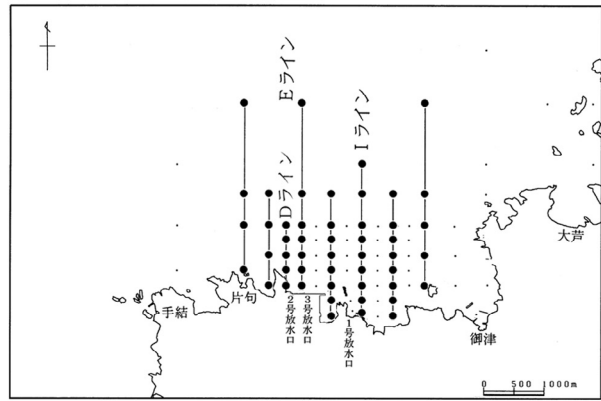 Eライン
Iライン
Dライン
大芦
片句
手結
2号放水口
3号放水口
1号放水口
御津
0 500 1000m